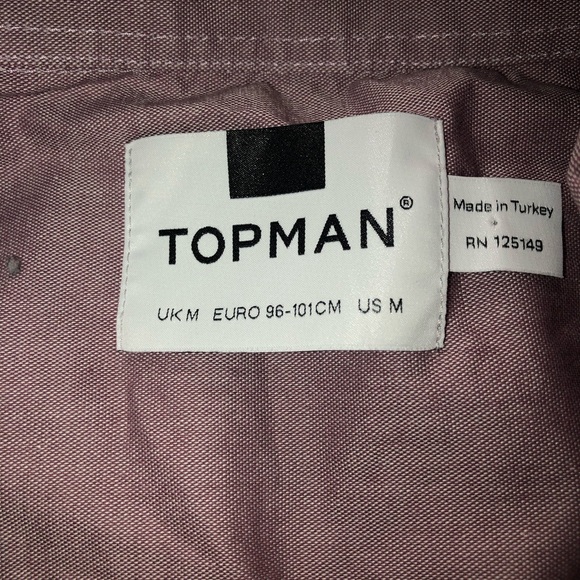 TOPMAN®
UK M EURO 96-101CM US M
Made in Turkey
RN 125149